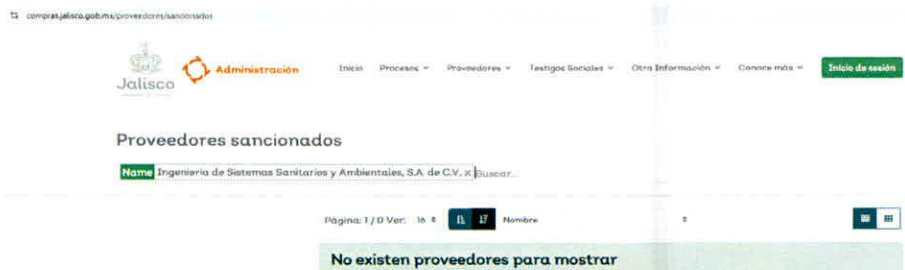 compras.jalisco.gob.mx/proveedores/sancionados
Jalisco
Administración
Inicio Procesos Proveedores Testigos Sociales Otra Información Conoce más Inicio de sesión
Proveedores sancionados
Name Ingeniería de Sistemas Sanitarios y Ambientales, S.A. de C.V. x Buscar...
Página: 1 / 0 Ver: 16 Nombre
No existen proveedores para mostrar